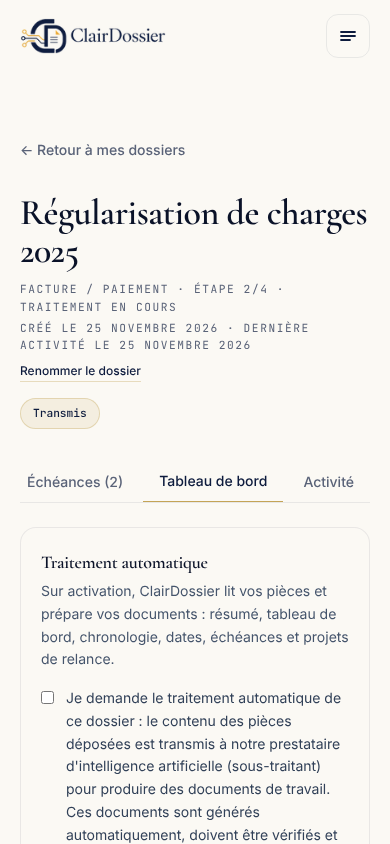 ClairDossier
← Retour à mes dossiers
Régularisation de charges
2025
FACTURE / PAIEMENT · ÉTAPE 2/4 ·
TRAITEMENT EN COURS
CRÉÉ LE 25 NOVEMBRE 2026 · DERNIÈRE
ACTIVITÉ LE 25 NOVEMBRE 2026
Renommer le dossier
Transmis
Échéances (2) Tableau de bord Activité
Traitement automatique
Sur activation, ClairDossier lit vos pièces et
prépare vos documents : résumé, tableau de
bord, chronologie, dates, échéances et projets
de relance.
Je demande le traitement automatique de
ce dossier : le contenu des pièces
déposées est transmis à notre prestataire
d'intelligence artificielle (sous-traitant)
pour produire des documents de travail.
Ces documents sont générés
automatiquement, doivent être vérifiés et